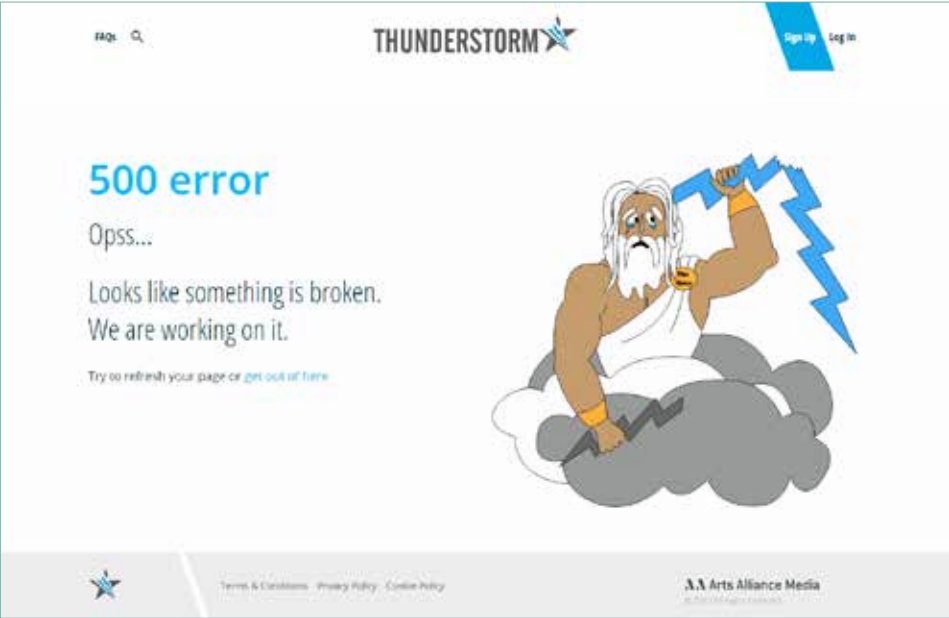 FAQs
THUNDERSTORM
Sign Up Log In
500 error
Opss...
Looks like something is broken.
We are working on it.
Try to refresh your page or get out of here
Terms & Conditions Privacy Policy Cookie Policy
AA Arts Alliance Media